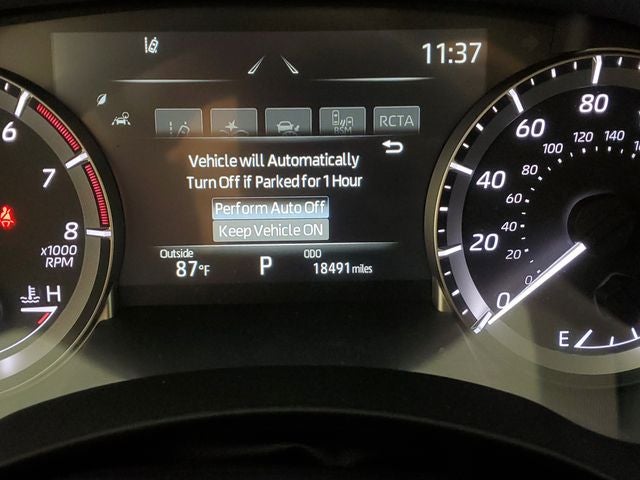 11:37
BSM
RCTA
Vehicle will Automatically
Turn Off if Parked for 1 Hour
Perform Auto Off
Keep Vehicle ON
Outside
87°F
P
ODO
18491 miles
6
7
8
x1000
RPM
H
80
60
40
20
0
140
120
100
80
60
40
20
0
E